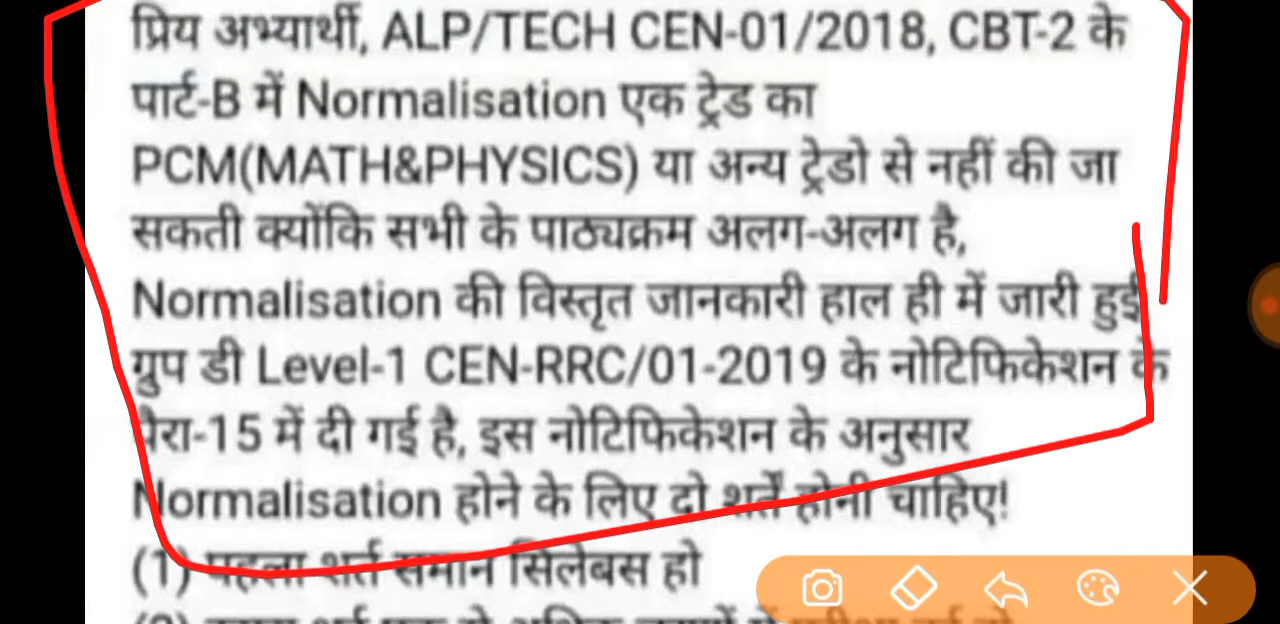 प्रिय अभ्यार्थी, ALP/TECH CEN-01/2018, CBT-2 के
पार्ट-B में Normalisation एक ट्रेड का
PCM(MATH&PHYSICS) या अन्य ट्रेडो से नहीं की जा
सकती क्योंकि सभी के पाठ्यक्रम अलग-अलग है,
Normalisation की विस्तृत जानकारी हाल ही में जारी हुई
ग्रुप डी Level-1 CEN-RRC/01-2019 के नोटिफिकेशन के
पैरा-15 में दी गई है, इस नोटिफिकेशन के अनुसार
Normalisation होने के लिए दो शर्तें होनी चाहिए!
(1) पहला शर्त समान सिलेबस हो